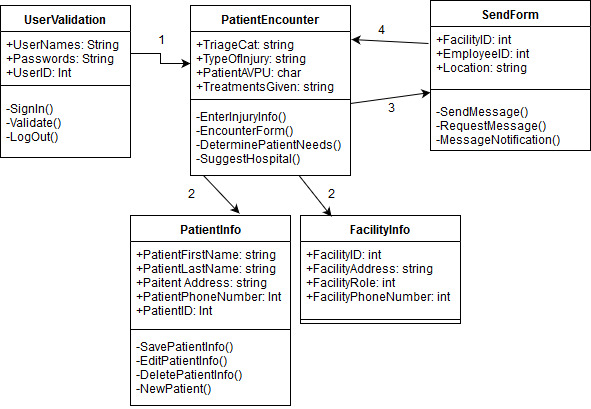 UserValidation
+UserNames: String
+Passwords: String
+UserID: Int
-SignIn()
-Validate()
-LogOut()
1
PatientEncounter
+TriageCat: string
+TypeOfInjury: string
+PatientAVPU: char
+TreatmentsGiven: string
-EnterInjuryInfo()
-EncounterForm()
-DeterminePatientNeeds()
-SuggestHospital()
4
3
SendForm
+FacilityID: int
+EmployeeID: int
+Location: string
-SendMessage()
-RequestMessage()
-MessageNotification()
2
2
PatientInfo
+PatientFirstName: string
+PatientLastName: string
+Paitent Address: string
+PatientPhoneNumber: Int
+PatientID: Int
-SavePatientInfo()
-EditPatientInfo()
-DeletePatientInfo()
-NewPatient()
FacilityInfo
+FacilityID: int
+FacilityAddress: string
+FacilityRole: int
+FacilityPhoneNumber: int